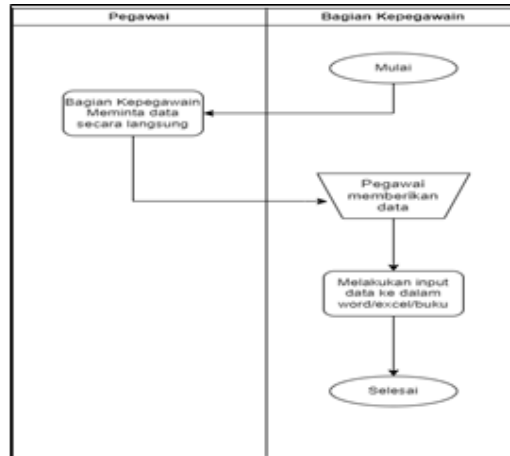 Pegawai
Bagian Kepegawain
Mulai
Bagian Kepegawain
Meminta data
secara langsung
Pegawai
memberikan
data
Melakukan input
data ke dalam
word/excel/buku
Selesai